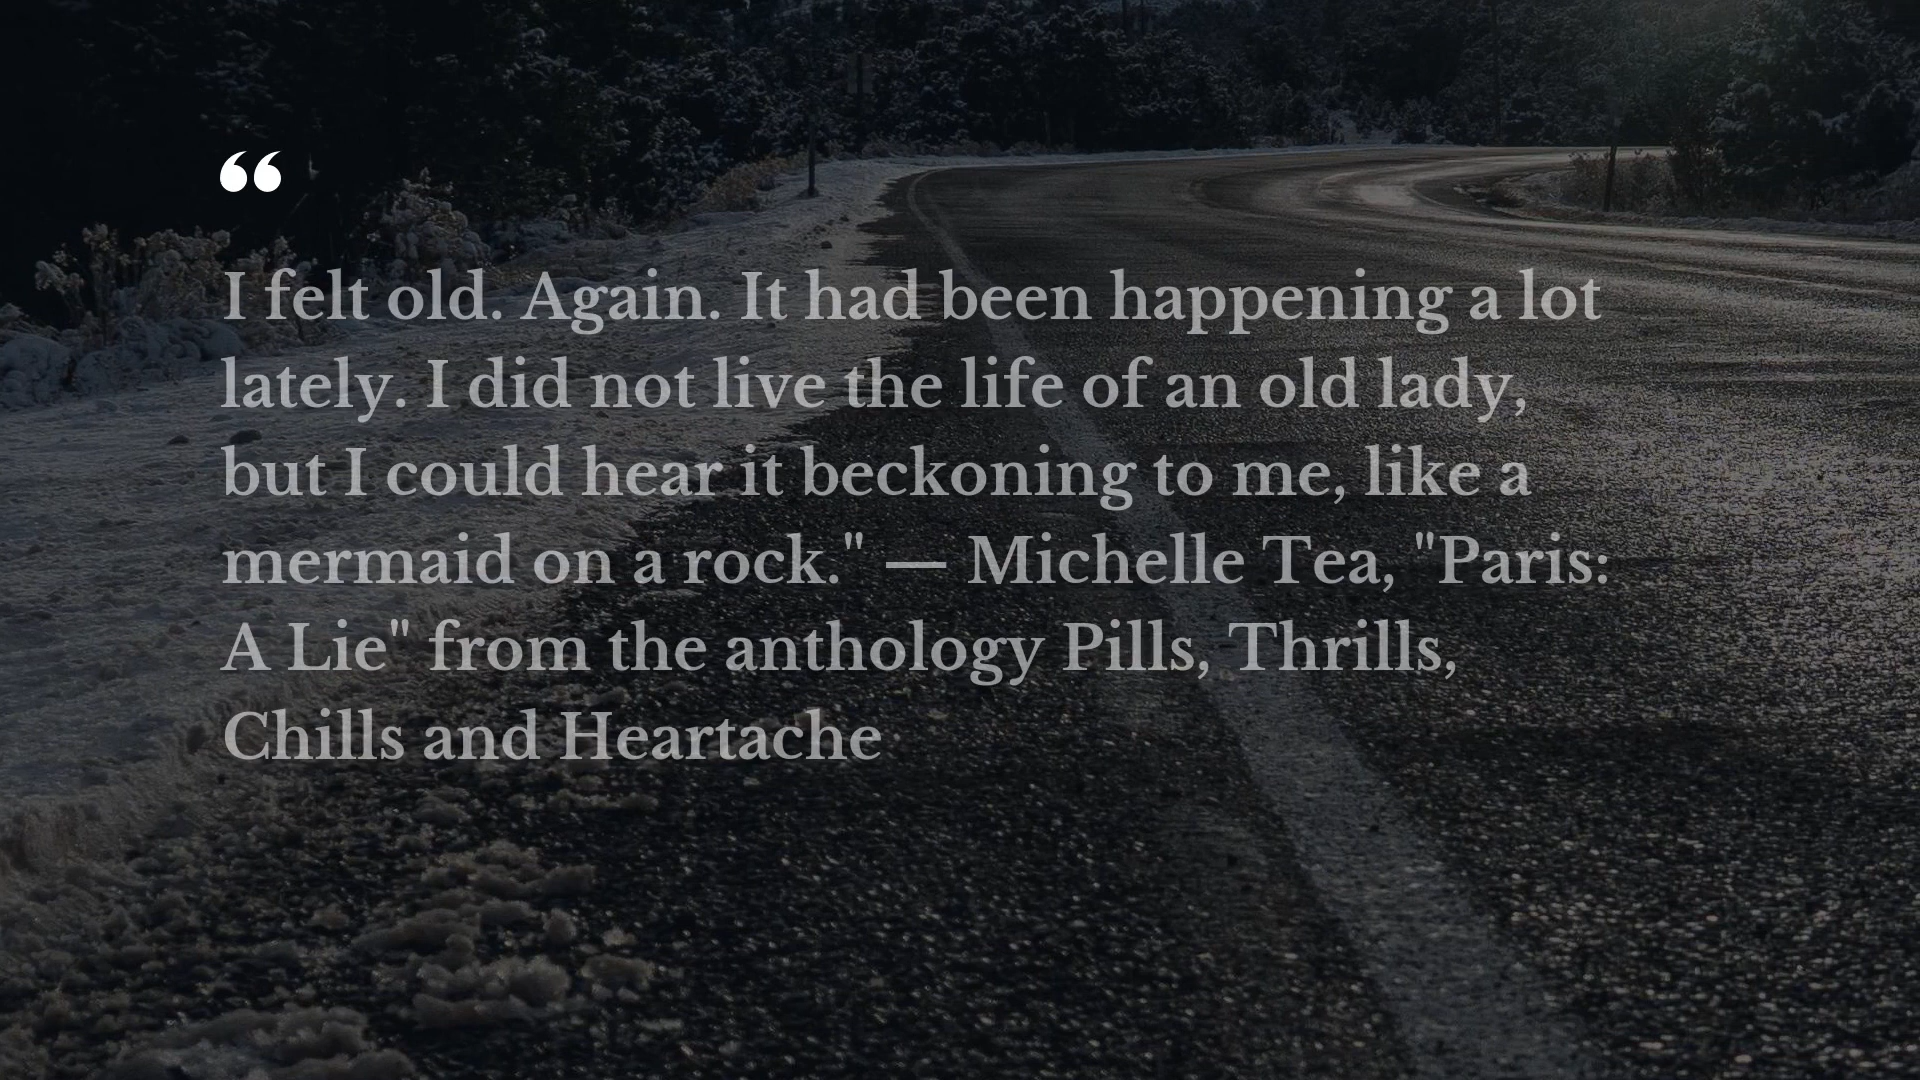 “
I felt old. Again. It had been happening a lot
lately. I did not live the life of an old lady,
but I could hear it beckoning to me, like a
mermaid on a rock." — Michelle Tea, "Paris:
A Lie" from the anthology Pills, Thrills,
Chills and Heartache